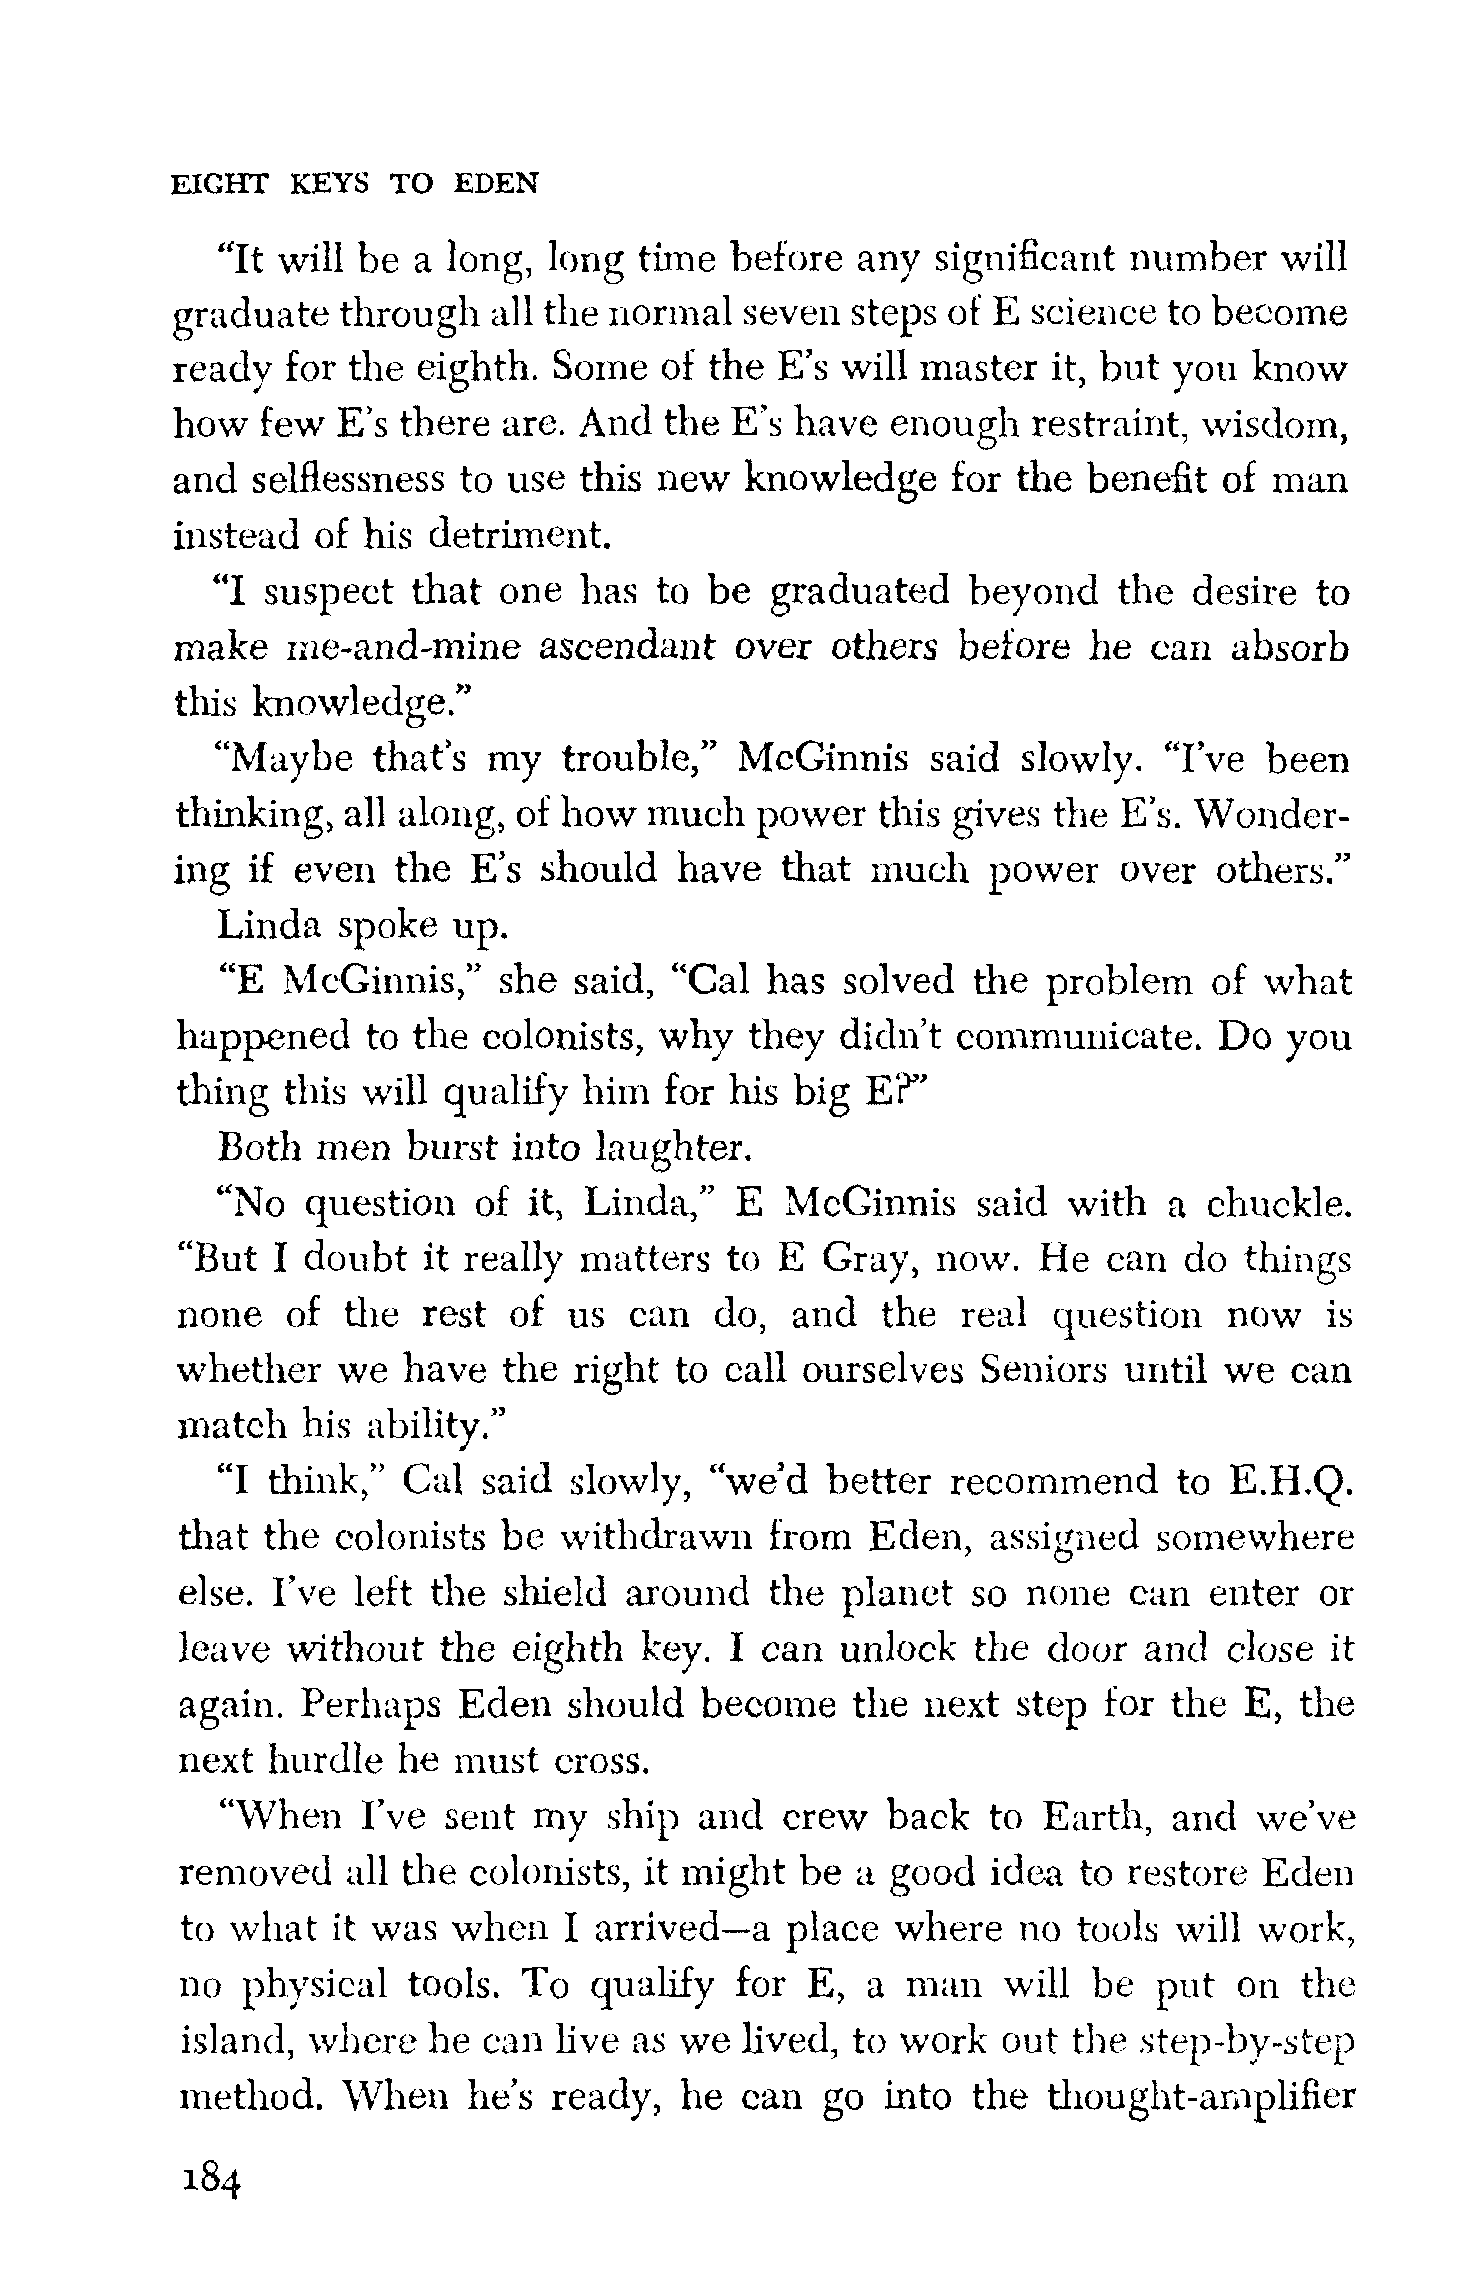 EIGHT KEYS TO EDEN
“It will be a long, long time before any significant number will
graduate through all the normal seven steps of E science to become
ready for the eighth. Some of the E’s will master it, but you know
how few E’s there are. And the E’s have enough restraint, wisdom,
and selflessness to use this new knowledge for the benefit of man
instead of his detriment.
“I suspect that one has to be graduated beyond the desire to
make me-and-mine ascendant over others before he can absorb
this knowledge.”
“Maybe that’s my trouble,” McGinnis said slowly. “I’ve been
thinking, all along, of how much power this gives the E’s. Wonder-
ing if even the E’s should have that much power over others.”
Linda spoke up.
“E McGinnis,” she said, “Cal has solved the problem of what
happened to the colonists, why they didn’t communicate. Do you
thing this will qualify him for his big E?”
Both men burst into laughter.
“No question of it, Linda,” E McGinnis said with a chuckle.
“But I doubt it really matters to E Gray, now. He can do things
none of the rest of us can do, and the real question now is
whether we have the right to call ourselves Seniors until we can
match his ability.”
“I think,” Cal said slowly, “we’d better recommend to E.H.Q.
that the colonists be withdrawn from Eden, assigned somewhere
else. I’ve left the shield around the planet so none can enter or
leave without the eighth key. I can unlock the door and close it
again. Perhaps Eden should become the next step for the E, the
next hurdle he must cross.
“When I’ve sent my ship and crew back to Earth, and we’ve
removed all the colonists, it might be a good idea to restore Eden
to what it was when I arrived—a place where no tools will work,
no physical tools. To qualify for E, a man will be put on the
island, where he can live as we lived, to work out the step-by-step
method. When he’s ready, he can go into the thought-amplifier
184